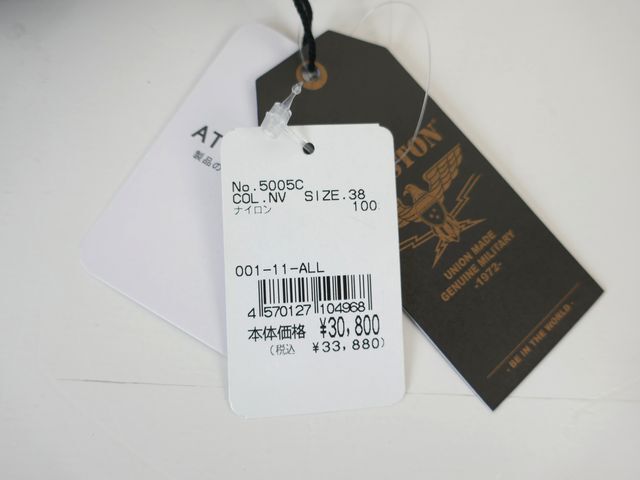 AT
製品の
No.5005C
COL.NV SIZE.38
ナイロン 100
001-11-ALL
4 570127 104968
本体価格 ¥30,800
(税込 ¥33,880)
STON
UNION MADE
GENUINE MILITARY
-1972-
- BE IN THE WORLD -